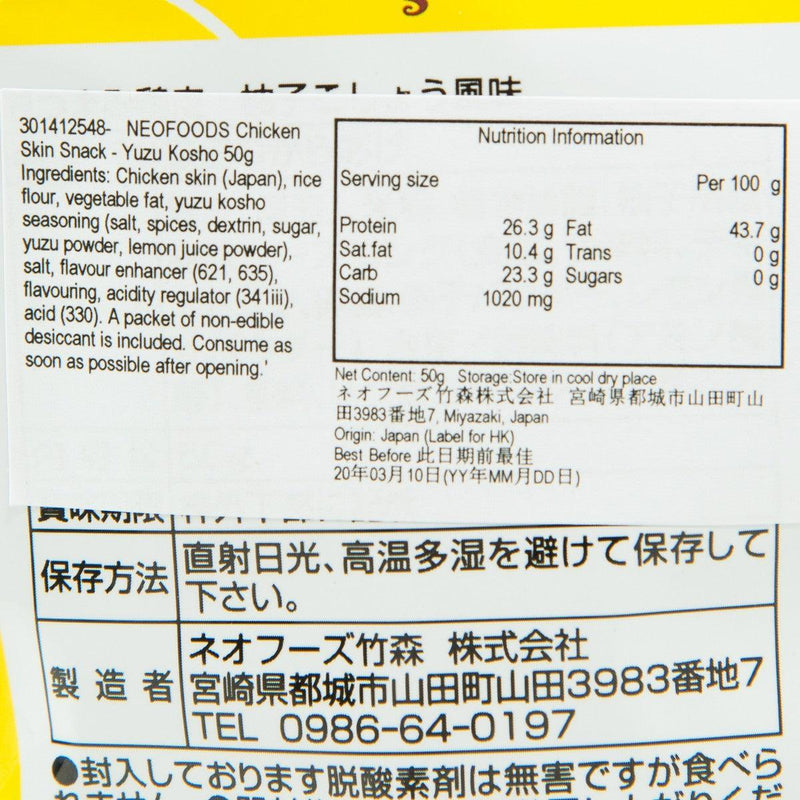 う風味
301412548- NEOFOODS Chicken
Skin Snack - Yuzu Kosho 50g
Ingredients: Chicken skin (Japan), rice
flour, vegetable fat, yuzu kosho
seasoning (salt, spices, dextrin, sugar,
yuzu powder, lemon juice powder),
salt, flavour enhancer (621, 635),
flavouring, acidity regulator (341iii),
acid (330). A packet of non-edible
desiccant is included. Consume as
soon as possible after opening.'
Nutrition Information
Serving size Per 100 g
Protein 26.3 g Fat 43.7 g
Sat.fat 10.4 g Trans 0 g
Carb 23.3 g Sugars 0 g
Sodium 1020 mg
Net Content: 50g Storage:Store in cool dry place
ネオフーズ竹森株式会社 宮崎県都城市山田町山
田3983番地7, Miyazaki, Japan
Origin: Japan (Label for HK)
Best Before 此日期前最佳
20年03月10日(YY年MM月DD日)
賞味期限
保存方法 直射日光、高温多湿を避けて保存して
下さい。
製造者 ネオフーズ竹森 株式会社
宮崎県都城市山田町山田3983番地7
TEL 0986-64-0197
●封入しております脱酸素剤は無害ですが食べら